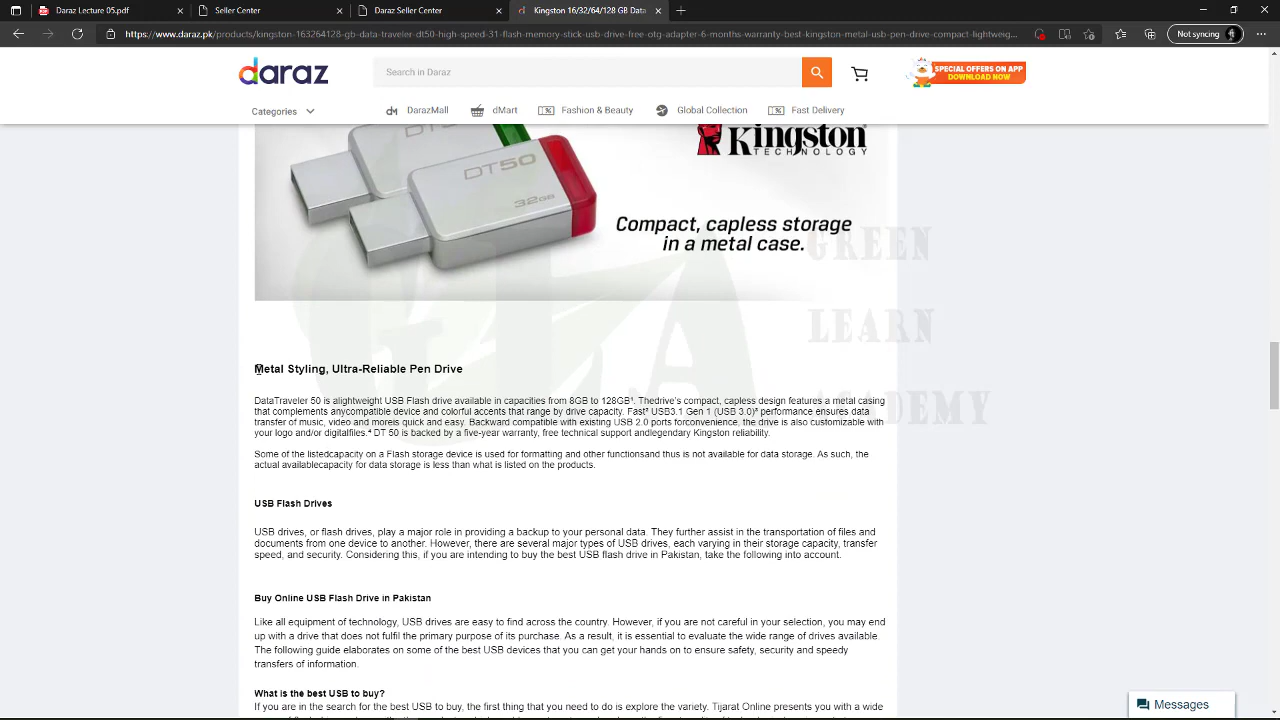 Daraz Lecture 05.pdf
Seller Center
Daraz Seller Center
Kingston 16/32/64/128 GB Data
https://www.daraz.pk/products/kingston-163264128-gb-data-traveler-dt50-high-speed-31-flash-memory-stick-usb-drive-free-otg-adapter-6-months-warranty-best-kingston-metal-usb-pen-drive-compact-lightweig...
Not syncing
daraz
Search in Daraz
SPECIAL OFFERS ON APP
DOWNLOAD NOW
Categories
DarazMall
dMart
Fashion & Beauty
Global Collection
Fast Delivery
Kingston
TECHNOLOGY
DT50
32GB
Compact, capless storage
in a metal case.
GREEN
LEARN
ACADEMY
GLA
Metal Styling, Ultra-Reliable Pen Drive
DataTraveler 50 is alightweight USB Flash drive available in capacities from 8GB to 128GB¹. Thedrive's compact, capless design features a metal casing
that complements anycompatible device and colorful accents that range by drive capacity. Fast² USB3.1 Gen 1 (USB 3.0)³ performance ensures data
transfer of music, video and moreis quick and easy. Backward compatible with existing USB 2.0 ports forconvenience, the drive is also customizable with
your logo and/or digitalfiles.⁴ DT 50 is backed by a five-year warranty, free technical support andlegendary Kingston reliability.
Some of the listedcapacity on a Flash storage device is used for formatting and other functionsand thus is not available for data storage. As such, the
actual availablecapacity for data storage is less than what is listed on the products.
USB Flash Drives
USB drives, or flash drives, play a major role in providing a backup to your personal data. They further assist in the transportation of files and
documents from one device to another. However, there are several major types of USB drives, each varying in their storage capacity, transfer
speed, and security. Considering this, if you are intending to buy the best USB flash drive in Pakistan, take the following into account.
Buy Online USB Flash Drive in Pakistan
Like all equipment of technology, USB drives are easy to find across the country. However, if you are not careful in your selection, you may end
up with a drive that does not fulfil the primary purpose of its purchase. As a result, it is essential to evaluate the wide range of drives available.
The following guide elaborates on some of the best USB devices that you can get your hands on to ensure safety, security and speedy
transfers of information.
What is the best USB to buy?
If you are in the search for the best USB to buy, the first thing that you need to do is explore the variety. Tijarat Online presents you with a wide
Messages